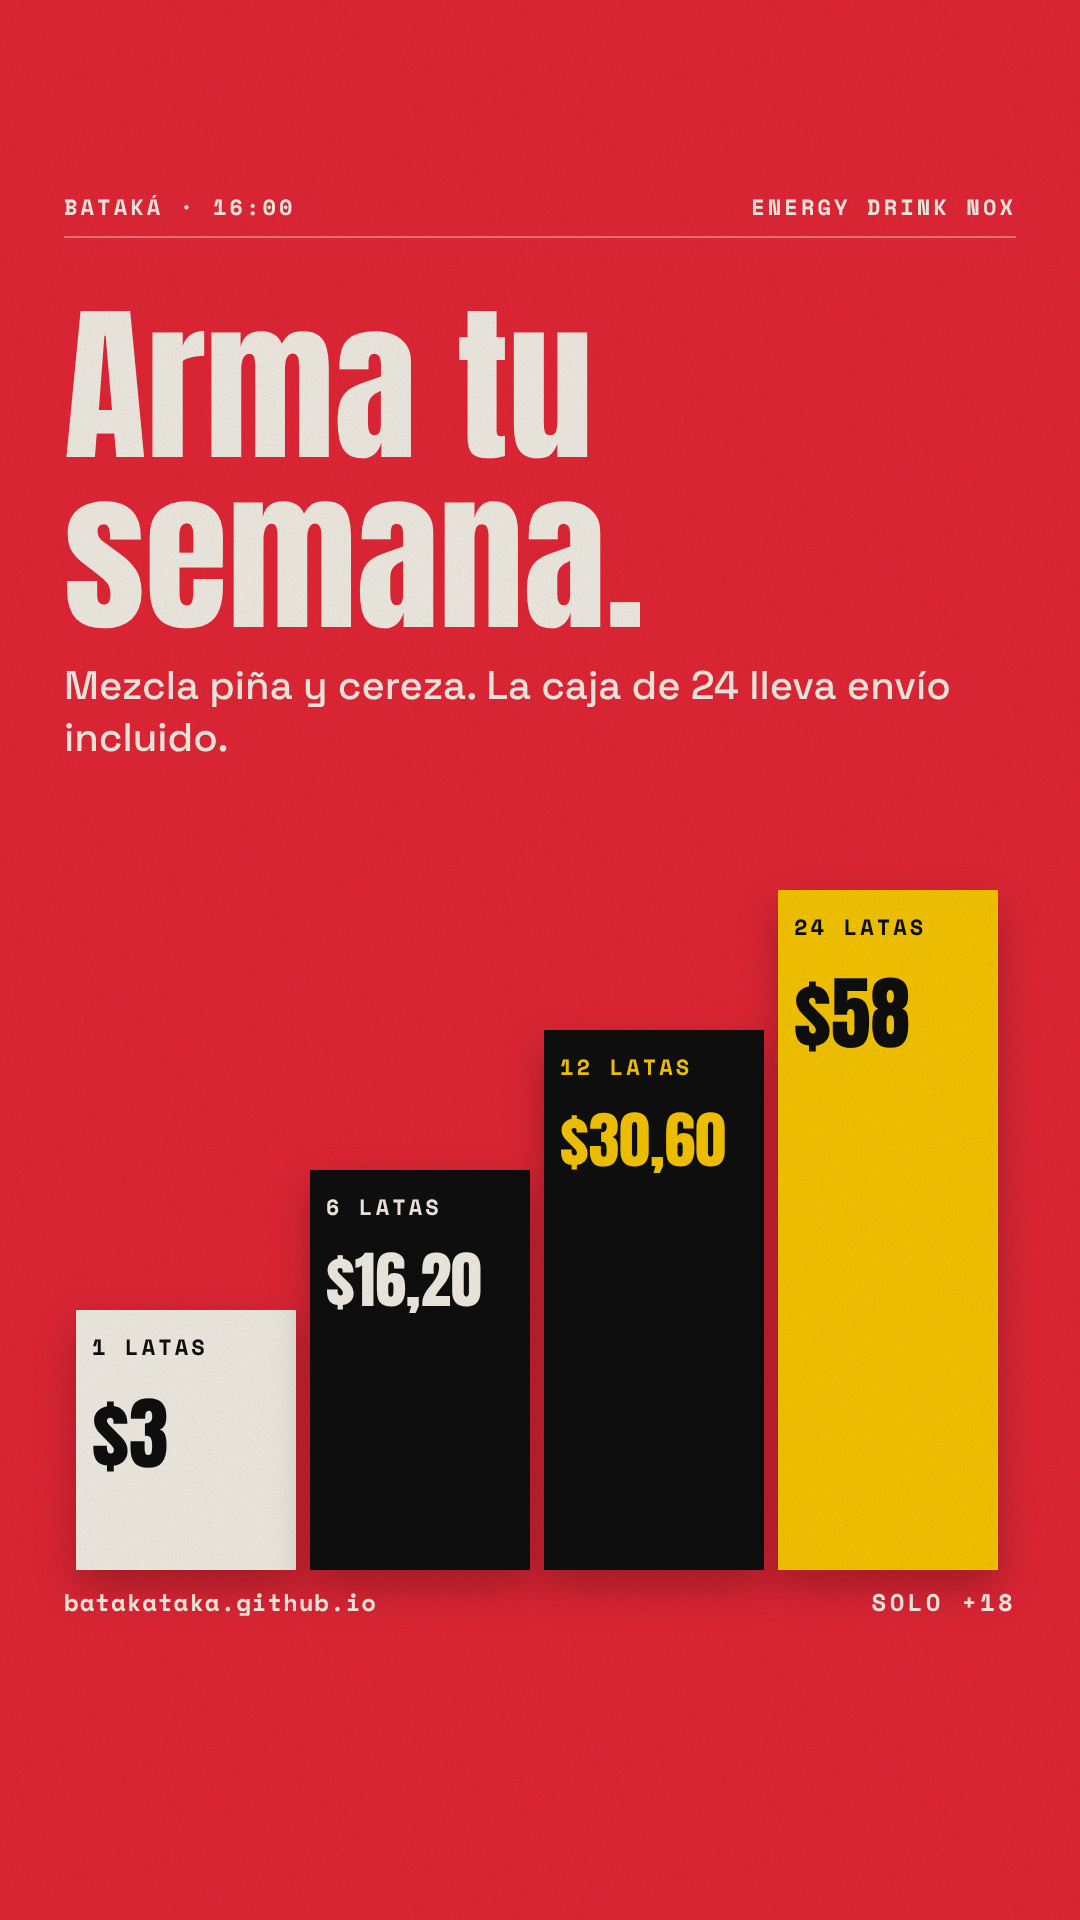 BATAKÁ · 16:00
ENERGY DRINK NOX
Arma tu
semana.
Mezcla piña y cereza. La caja de 24 lleva envío
incluido.
1 LATAS
$3
6 LATAS
$16,20
12 LATAS
$30,60
24 LATAS
$58
batakataka.github.io
SOLO +18